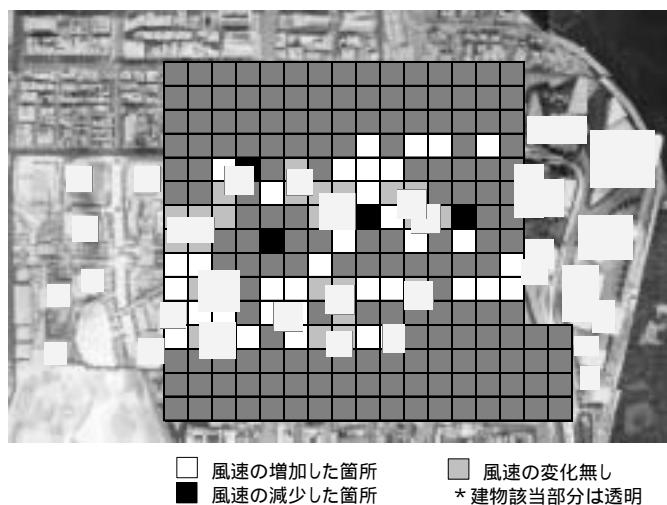 風速の増加した箇所
風速の減少した箇所
風速の変化無し
*建物該当部分は透明